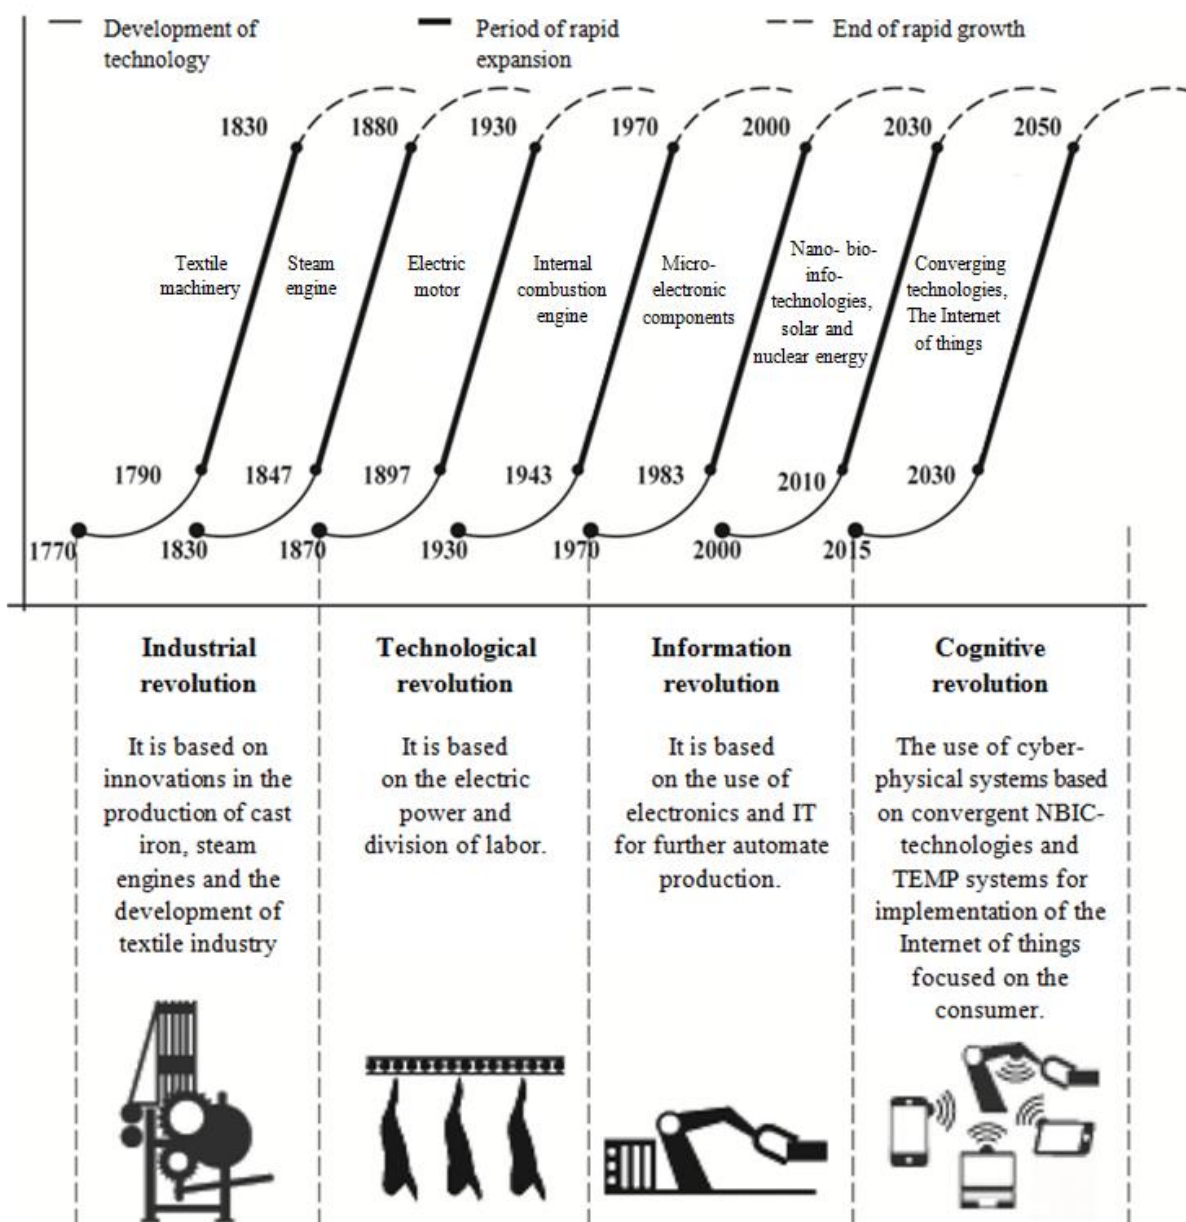 Development of
technology
Period of rapid
expansion
End of rapid growth
1830
1880
1930
1970
2000
2030
2050
Textile
machinery
Steam
engine
Electric
motor
Internal
combustion
engine
Micro-
electronic
components
Nano- bio-
info-
technologies,
solar and
nuclear energy
Converging
technologies,
The Internet
of things
1790
1847
1897
1943
1983
2010
2030
1770
1830
1870
1930
1970
2000
2015
Industrial
revolution
It is based on
innovations in the
production of cast
iron, steam
engines and the
development of
textile industry
Technological
revolution
It is based
on the electric
power and
division of labor.
Information
revolution
It is based
on the use of
electronics and IT
for further automate
production.
Cognitive
revolution
The use of cyber-
physical systems based
on convergent NBIC-
technologies and
TEMP systems for
implementation of the
Internet of things
focused on the
consumer.